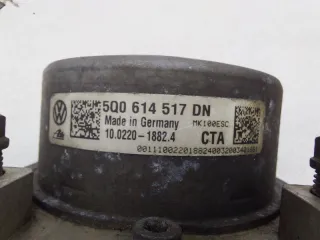 5Q0 614 517 DN
Made in Germany
MK100ESC
10.0220-1882.4
CTA